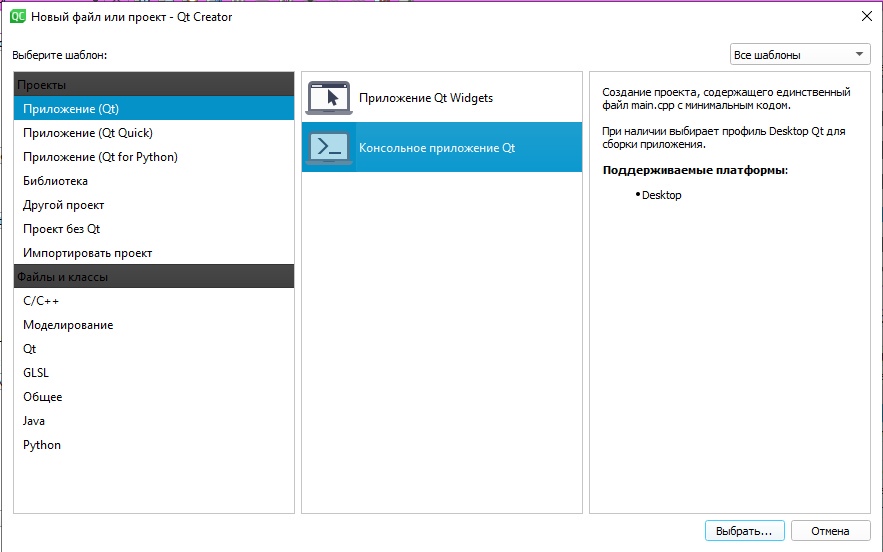 Новый файл или проект - Qt Creator
Выберите шаблон:
Все шаблоны
Проекты
Приложение (Qt)
Приложение (Qt Quick)
Приложение (Qt for Python)
Библиотека
Другой проект
Проект без Qt
Импортировать проект
Файлы и классы
C/C++
Моделирование
Qt
GLSL
Общее
Java
Python
Приложение Qt Widgets
Консольное приложение Qt
Создание проекта, содержащего единственный
файл main.cpp с минимальным кодом.
При наличии выбирает профиль Desktop Qt для
сборки приложения.
Поддерживаемые платформы:
• Desktop
Выбрать...
Отмена